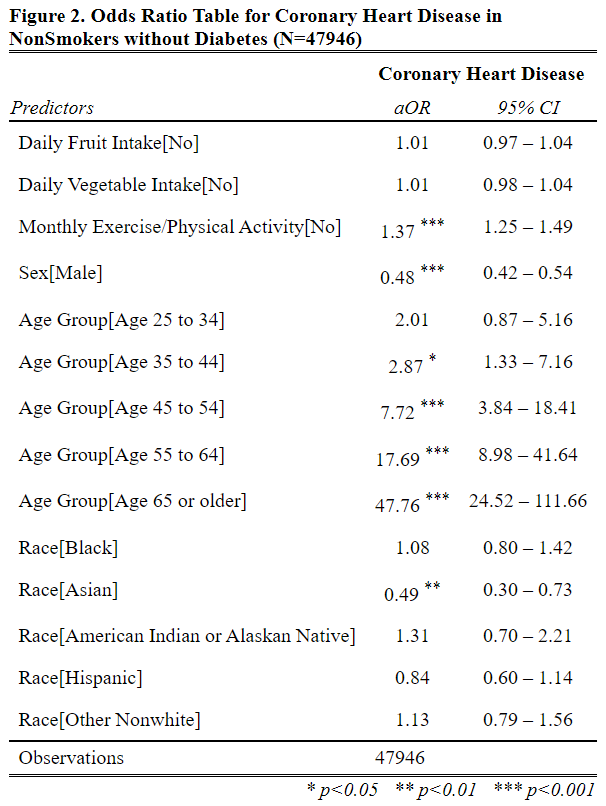 Figure 2. Odds Ratio Table for Coronary Heart Disease in
NonSmokers without Diabetes (N=47946)
Coronary Heart Disease
Predictors aOR 95% CI
Daily Fruit Intake[No] 1.01 0.97 – 1.04
Daily Vegetable Intake[No] 1.01 0.98 – 1.04
Monthly Exercise/Physical Activity[No] 1.37 *** 1.25 – 1.49
Sex[Male] 0.48 *** 0.42 – 0.54
Age Group[Age 25 to 34] 2.01 0.87 – 5.16
Age Group[Age 35 to 44] 2.87 * 1.33 – 7.16
Age Group[Age 45 to 54] 7.72 *** 3.84 – 18.41
Age Group[Age 55 to 64] 17.69 *** 8.98 – 41.64
Age Group[Age 65 or older] 47.76 *** 24.52 – 111.66
Race[Black] 1.08 0.80 – 1.42
Race[Asian] 0.49 ** 0.30 – 0.73
Race[American Indian or Alaskan Native] 1.31 0.70 – 2.21
Race[Hispanic] 0.84 0.60 – 1.14
Race[Other Nonwhite] 1.13 0.79 – 1.56
Observations 47946
* p<0.05 ** p<0.01 *** p<0.001